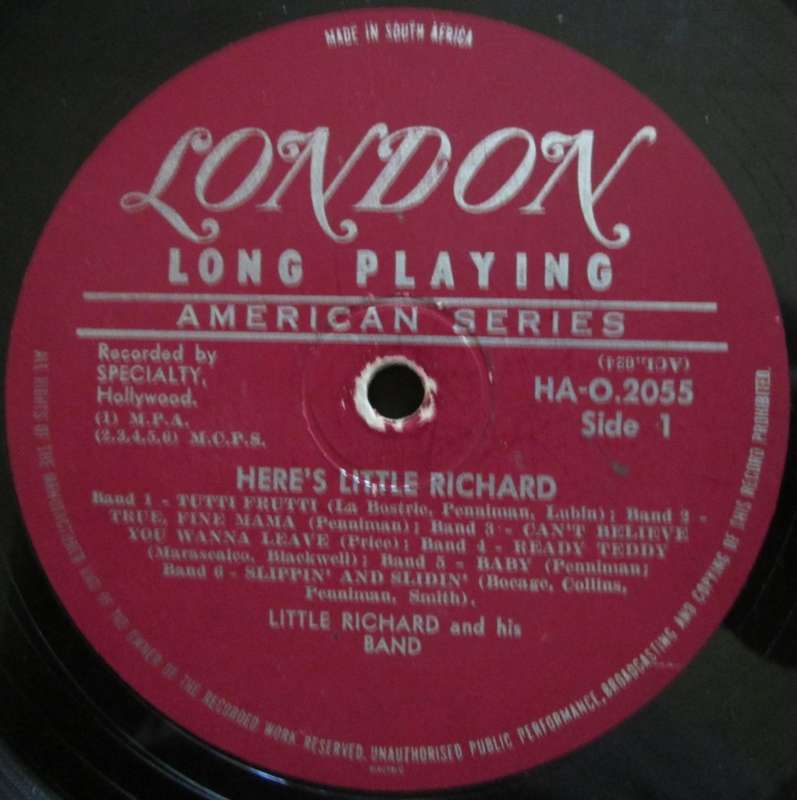 MADE IN SOUTH AFRICA
LONDON
LONG PLAYING
AMERICAN SERIES
Recorded by
SPECIALTY,
Hollywood.
(1) M.P.A.
(2,3,4,5,6) M.C.P.S.
(ACL.024)
HA-O.2055
Side 1
HERE'S LITTLE RICHARD
Band 1 - TUTTI FRUTTI (La Bostrie, Penniman, Lubin); Band 2 -
TRUE, FINE MAMA (Penniman); Band 3 - CAN'T BELIEVE
YOU WANNA LEAVE (Price); Band 4 - READY TEDDY
(Marascalco, Blackwell); Band 5 - BABY (Penniman;
Band 6 - SLIPPIN' AND SLIDIN' (Bocage, Collins,
Penniman, Smith).
LITTLE RICHARD and his
BAND
ALL RIGHTS OF THE MANUFACTURER AND OF THE OWNER OF THE RECORDED WORK RESERVED. UNAUTHORISED PUBLIC PERFORMANCE, BROADCASTING AND COPYING OF THIS RECORD PROHIBITED.